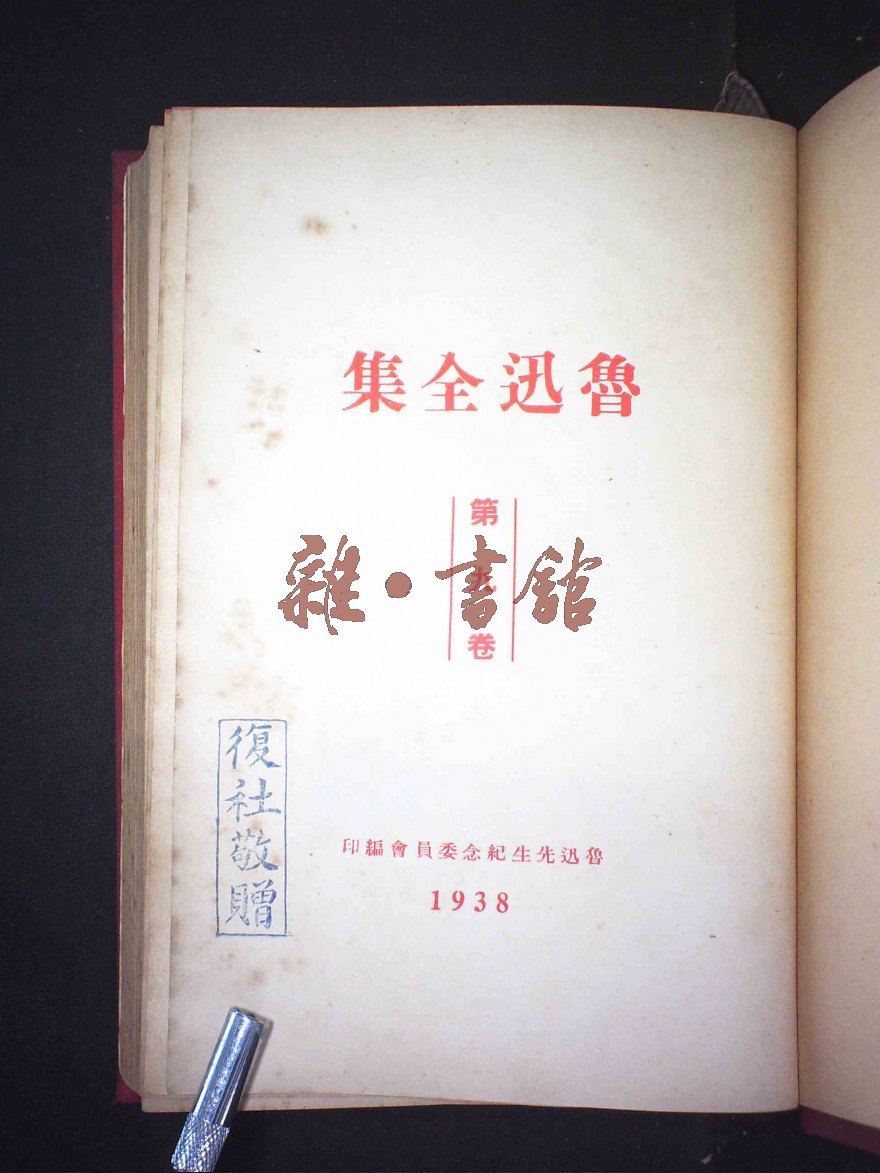 魯迅全集
第九卷
雜·書館
復社敬贈
魯迅先生紀念委員會編印
1938